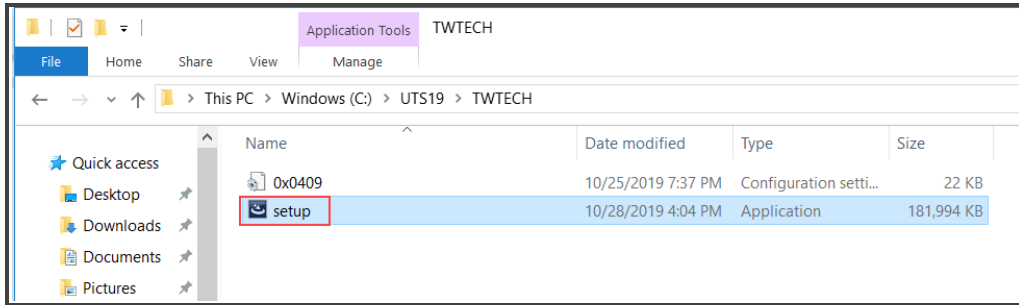 Application Tools TWTECH
File Home Share View Manage
This PC > Windows (C:) > UTS19 > TWTECH
Name Date modified Type Size
Quick access
Desktop
Downloads
Documents
Pictures
0x0409 10/25/2019 7:37 PM Configuration setti... 22 KB
setup 10/28/2019 4:04 PM Application 181,994 KB